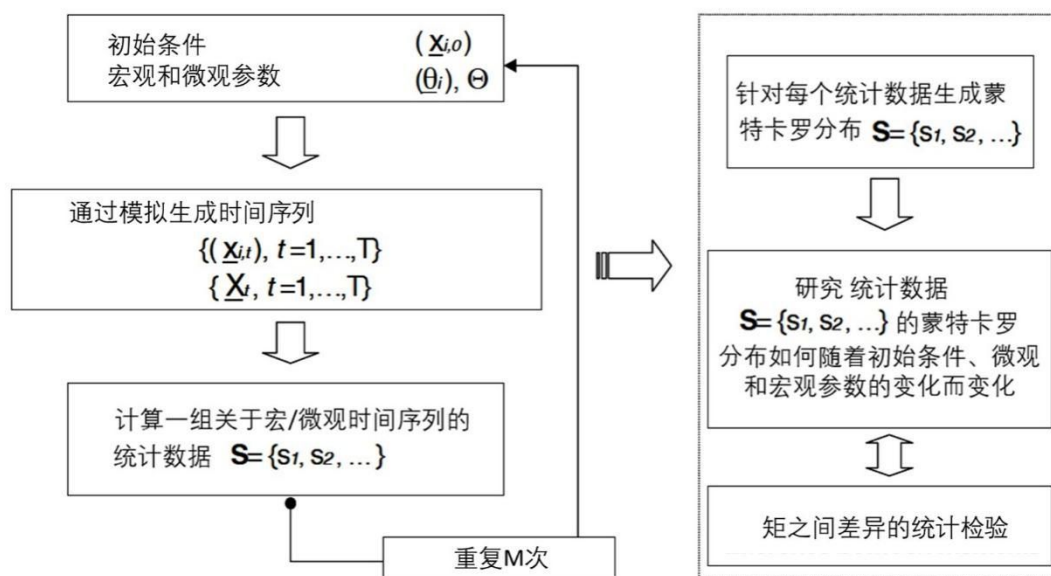 初始条件 (x̲i,0)
宏观和微观参数 (θ̲i), Θ
通过模拟生成时间序列
{(x̲i,t), t=1,...,T}
{X̲t, t=1,...,T}
计算一组关于宏/微观时间序列的
统计数据 S={s1, s2, ...}
重复M次
针对每个统计数据生成蒙
特卡罗分布 S={s1, s2, ...}
研究 统计数据
S={s1, s2, ...} 的蒙特卡罗
分布如何随着初始条件、微观
和宏观参数的变化而变化
矩之间差异的统计检验